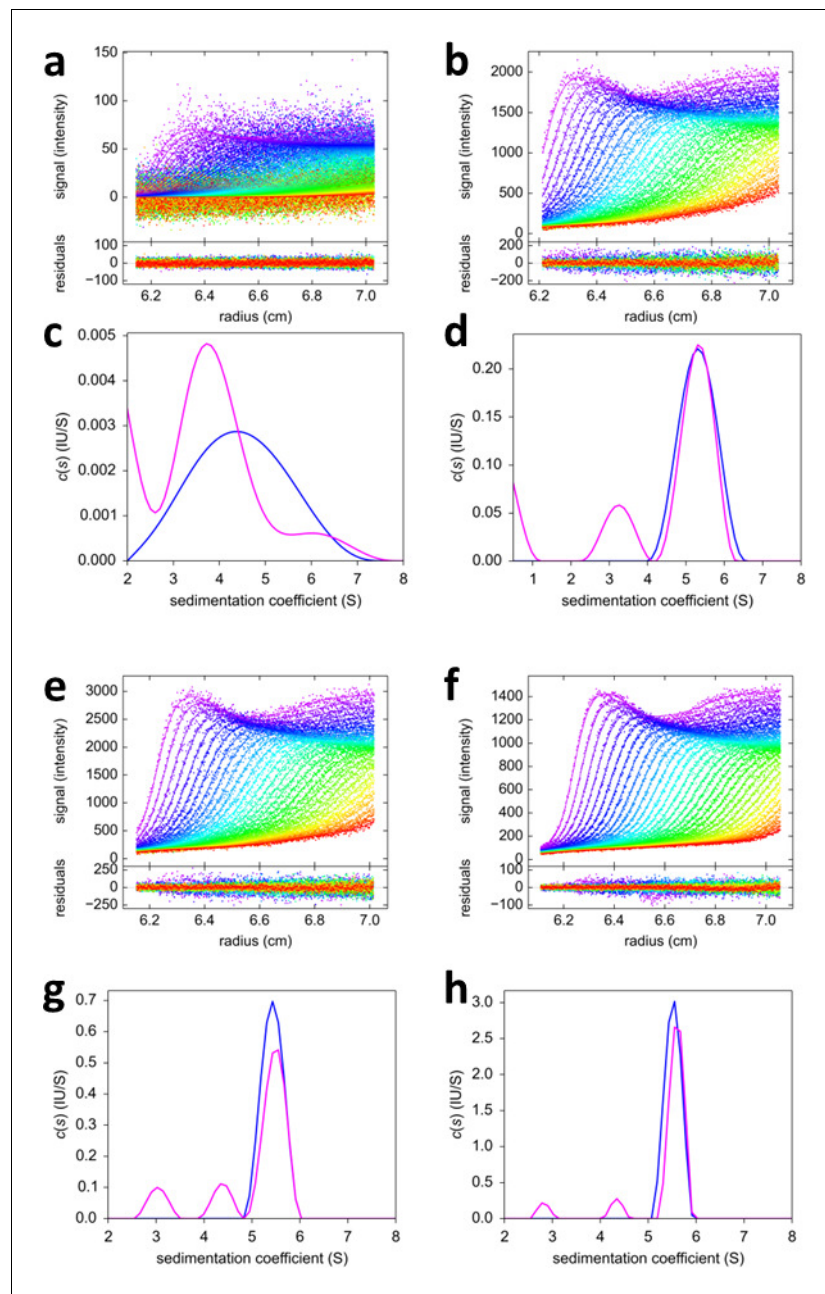 a
150
100
50
0
signal (intensity)
100
0
−100
residuals
6.2 6.4 6.6 6.8 7.0
radius (cm)
b
2000
1500
1000
500
0
signal (intensity)
200
0
−200
residuals
6.2 6.4 6.6 6.8 7.0
radius (cm)
c
0.005
0.004
0.003
0.002
0.001
0.000
c(s) (IU/S)
2 3 4 5 6 7 8
sedimentation coefficient (S)
d
0.20
0.15
0.10
0.05
0.00
c(s) (IU/S)
1 2 3 4 5 6 7 8
sedimentation coefficient (S)
e
3000
2500
2000
1500
1000
500
0
signal (intensity)
250
0
−250
residuals
6.2 6.4 6.6 6.8 7.0
radius (cm)
f
1400
1200
1000
800
600
400
200
0
signal (intensity)
100
0
−100
residuals
6.2 6.4 6.6 6.8 7.0
radius (cm)
g
0.7
0.6
0.5
0.4
0.3
0.2
0.1
0.0
c(s) (IU/S)
2 3 4 5 6 7 8
sedimentation coefficient (S)
h
3.0
2.5
2.0
1.5
1.0
0.5
0.0
c(s) (IU/S)
2 3 4 5 6 7 8
sedimentation coefficient (S)